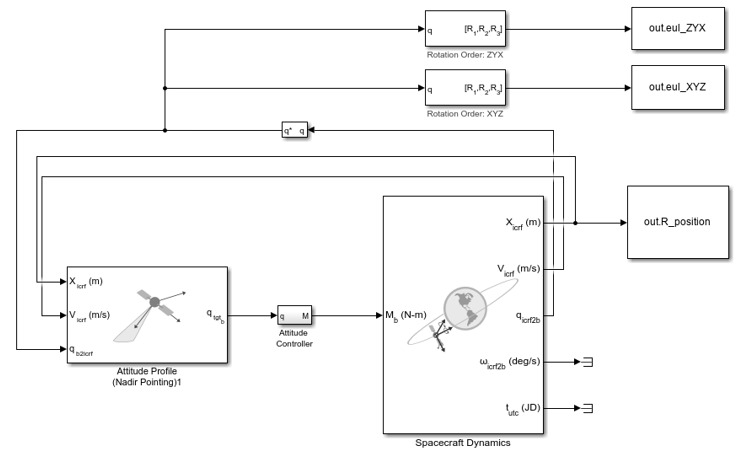 q
[R1,R2,R3]
Rotation Order: ZYX
out.eul_ZYX
q
[R1,R2,R3]
Rotation Order: XYZ
out.eul_XYZ
q* q
out.R_position
Xicrf (m)
Vicrf (m/s)
qicrf2b
ωicrf2b (deg/s)
tutc (JD)
Mb (N-m)
Spacecraft Dynamics
Xicrf (m)
Vicrf (m/s)
qb2icrf
qtgtb
Attitude Profile
(Nadir Pointing)1
q M
Attitude
Controller